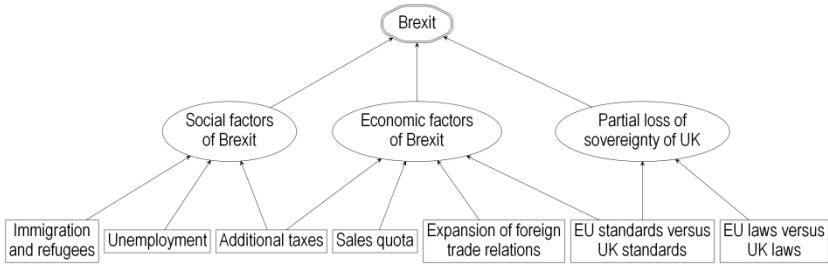 Brexit
Social factors
of Brexit
Economic factors
of Brexit
Partial loss of
sovereignty of UK
Immigration
and refugees
Unemployment
Additional taxes
Sales quota
Expansion of foreign
trade relations
EU standards versus
UK standards
EU laws versus
UK laws